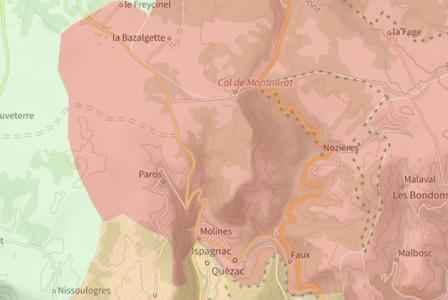 le Freycinel
mont
la Bazalgette
la Fage
Col de Montmirat
uveterre
Nozières
Paros
Malaval
Les Bondons
Molines
Ispagnac
Malbosc
Faux
Quézac
Nissoulogres